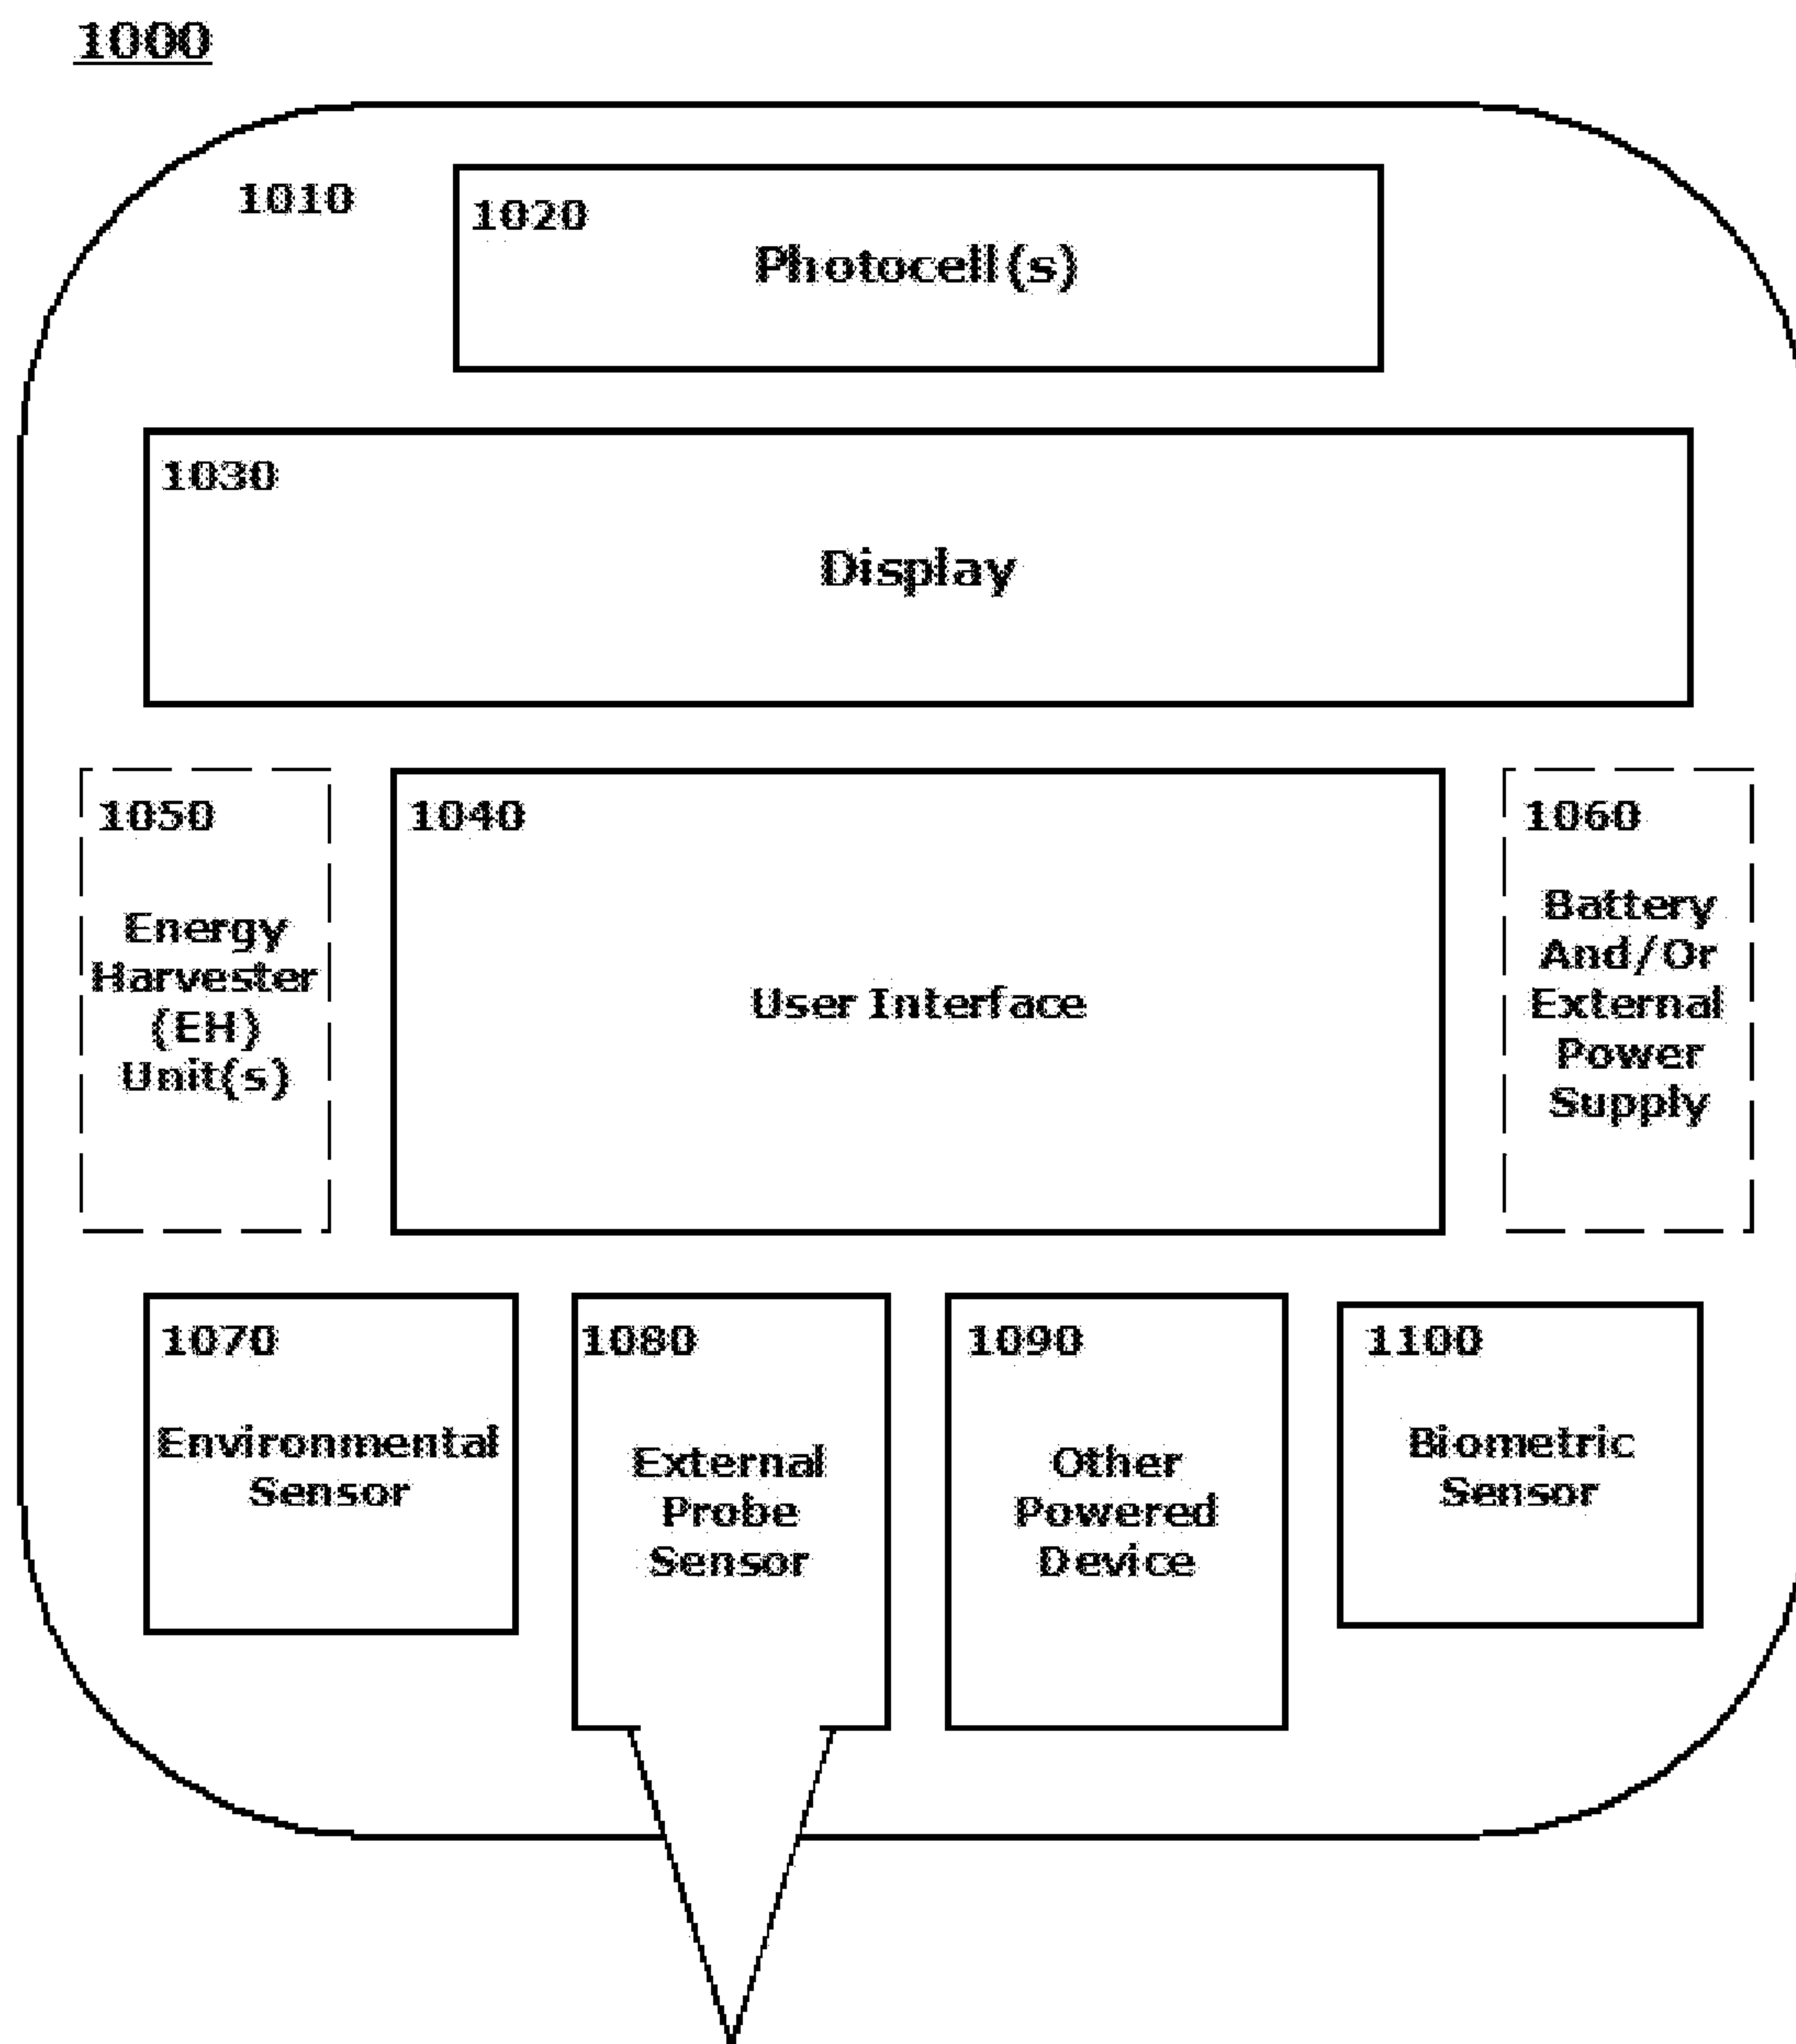 1000
1010
1020
Photocell(s)
1030
Display
1050
Energy
Harvester
(EH)
Unit(s)
1040
User Interface
1060
Battery
And/Or
External
Power
Supply
1070
Environmental
Sensor
1080
External
Probe
Sensor
1090
Other
Powered
Device
1100
Biometric
Sensor